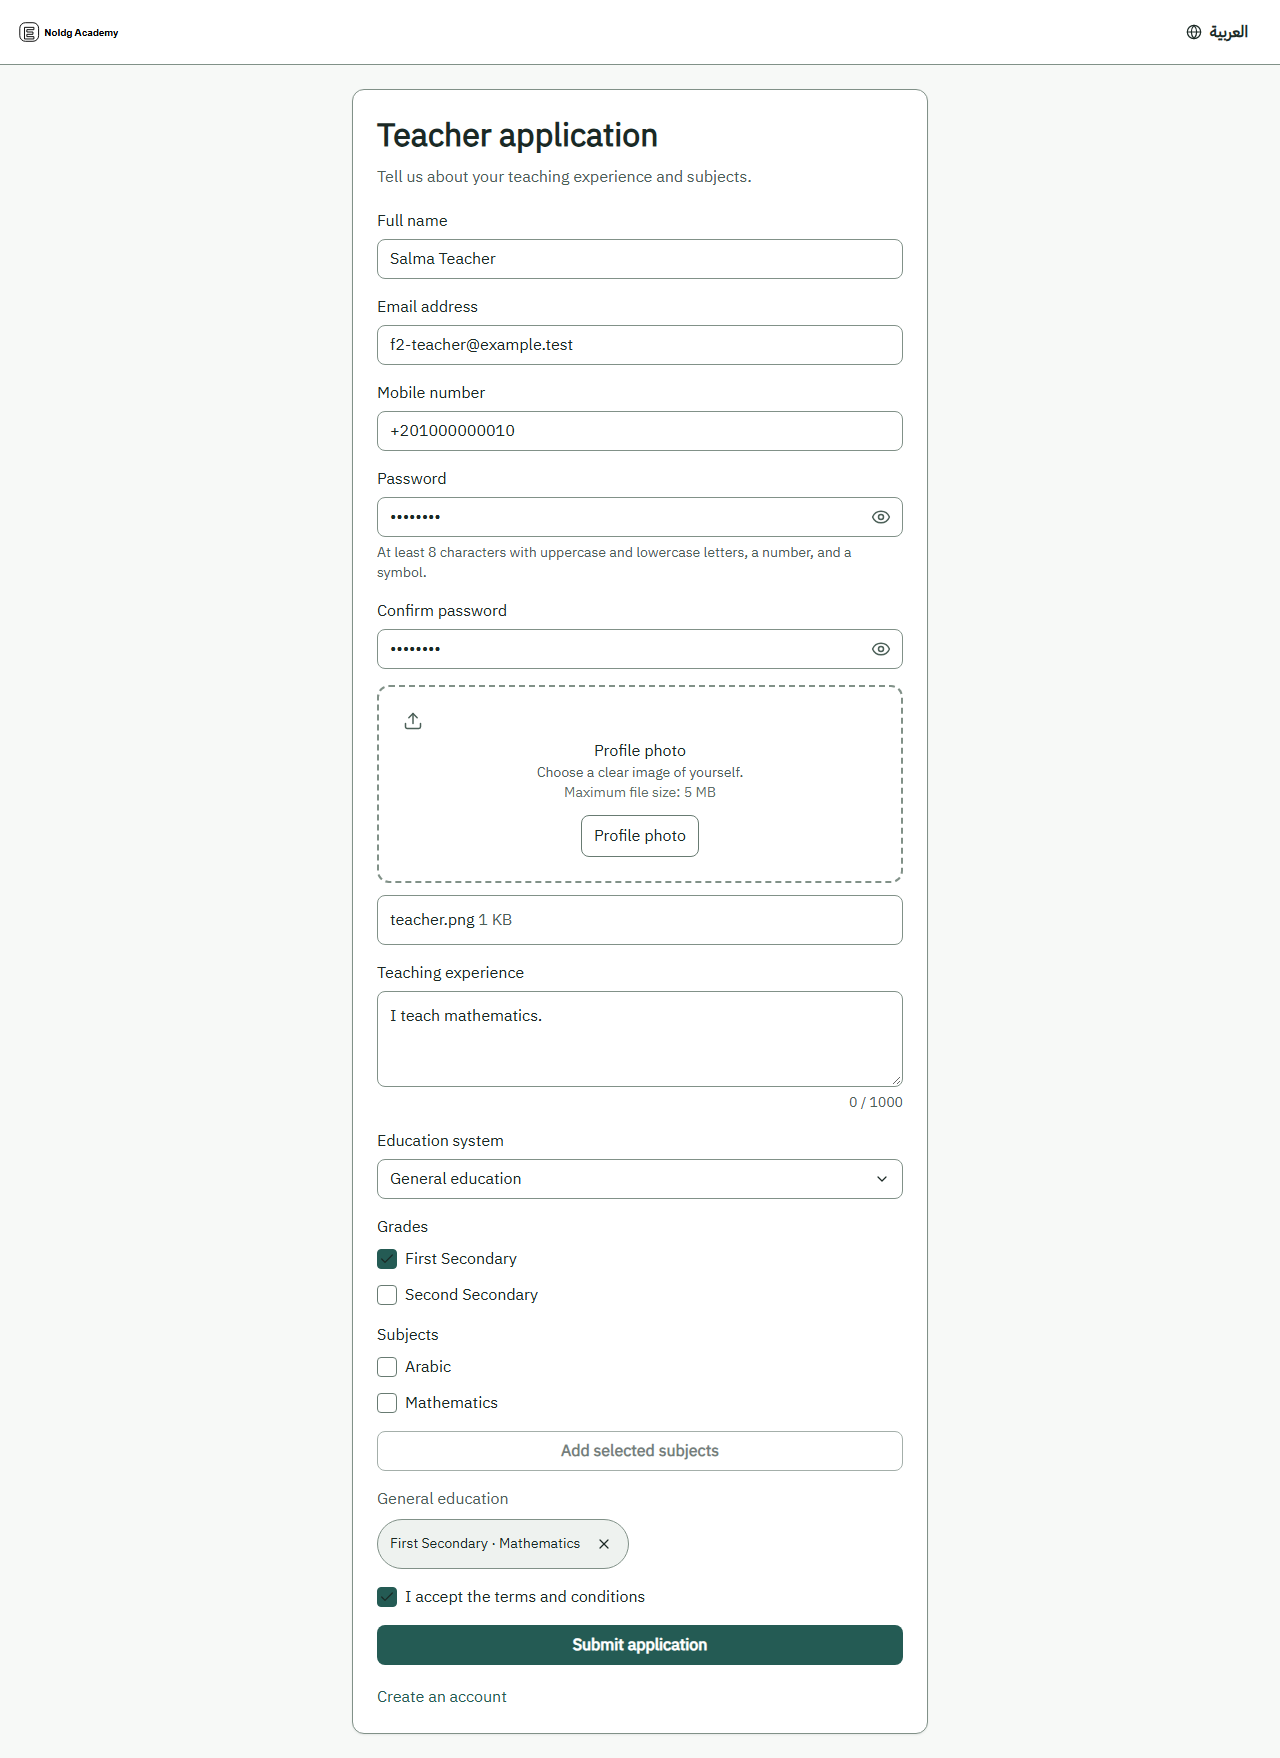 Noldg Academy
العربية
Teacher application
Tell us about your teaching experience and subjects.
Full name
Salma Teacher
Email address
f2-teacher@example.test
Mobile number
+201000000010
Password
••••••••
At least 8 characters with uppercase and lowercase letters, a number, and a
symbol.
Confirm password
••••••••
Profile photo
Choose a clear image of yourself.
Maximum file size: 5 MB
Profile photo
teacher.png 1 KB
Teaching experience
I teach mathematics.
0 / 1000
Education system
General education
Grades
First Secondary
Second Secondary
Subjects
Arabic
Mathematics
Add selected subjects
General education
First Secondary · Mathematics
I accept the terms and conditions
Submit application
Create an account